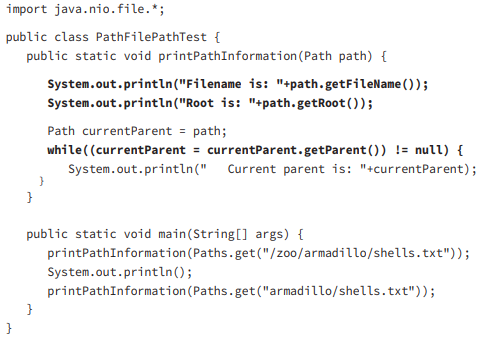 import java.nio.file.*;
public class PathFilePathTest {
   public static void printPathInformation(Path path) {
      System.out.println("Filename is: "+path.getFileName());
      System.out.println("Root is: "+path.getRoot());
      Path currentParent = path;
      while((currentParent = currentParent.getParent()) != null) {
         System.out.println("   Current parent is: "+currentParent);
      }
   }
   public static void main(String[] args) {
      printPathInformation(Paths.get("/zoo/armadillo/shells.txt"));
      System.out.println();
      printPathInformation(Paths.get("armadillo/shells.txt"));
   }
}